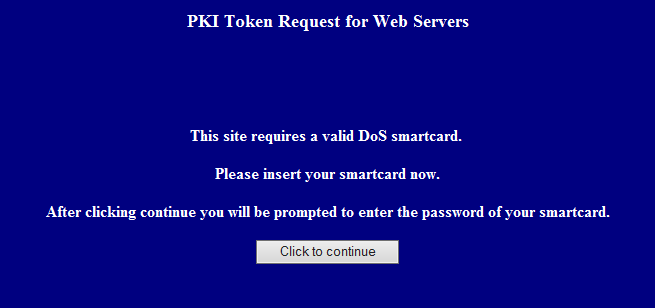 PKI Token Request for Web Servers
This site requires a valid DoS smartcard.
Please insert your smartcard now.
After clicking continue you will be prompted to enter the password of your smartcard.
Click to continue